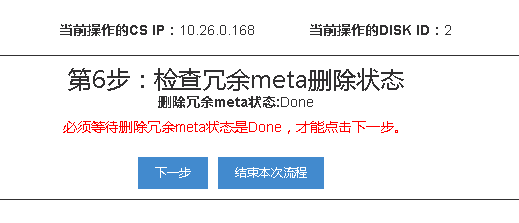 当前操作的CS IP：10.26.0.168 当前操作的DISK ID：2
第6步：检查冗余meta删除状态
删除冗余meta状态:Done
必须等待删除冗余meta状态是Done，才能点击下一步。
下一步 结束本次流程